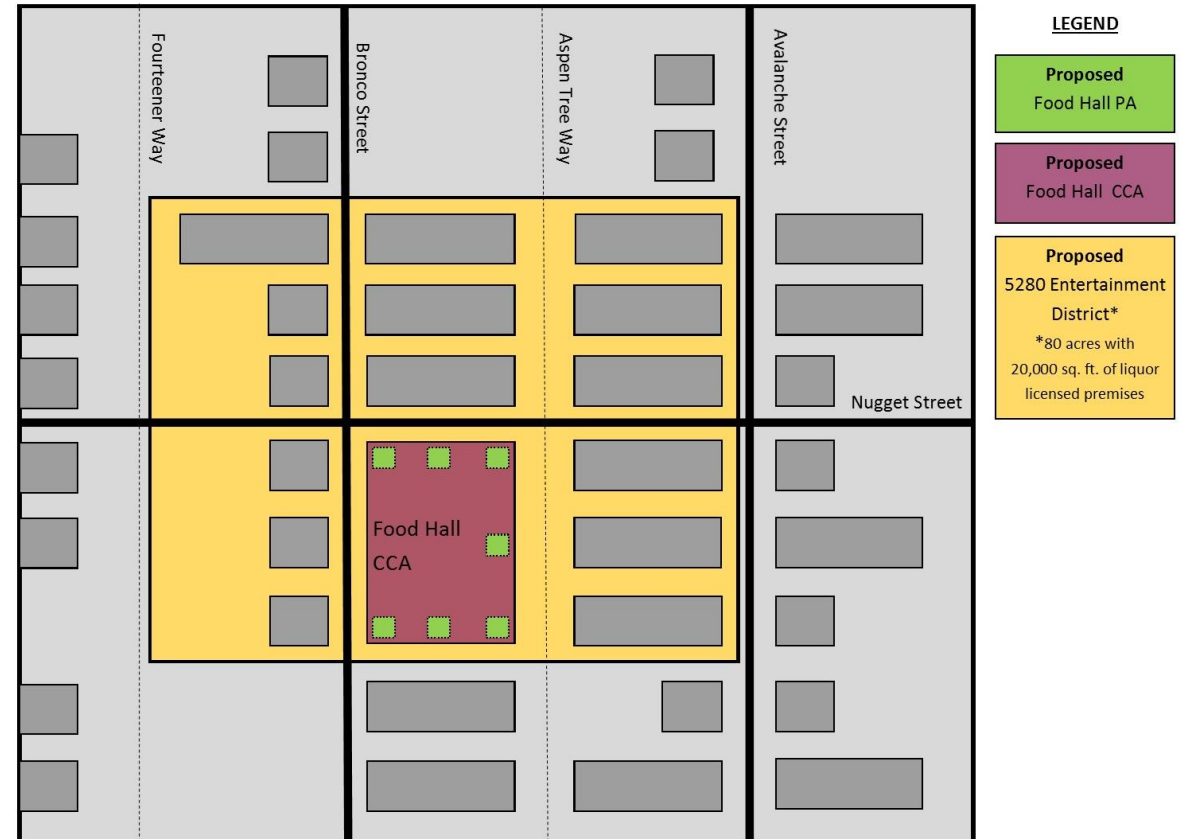 Fourteener Way
Bronco Street
Aspen Tree Way
Avalanche Street
Nugget Street
Food Hall
CCA
LEGEND
Proposed
Food Hall PA
Proposed
Food Hall CCA
Proposed
5280 Entertainment
District*
*80 acres with
20,000 sq. ft. of liquor
licensed premises